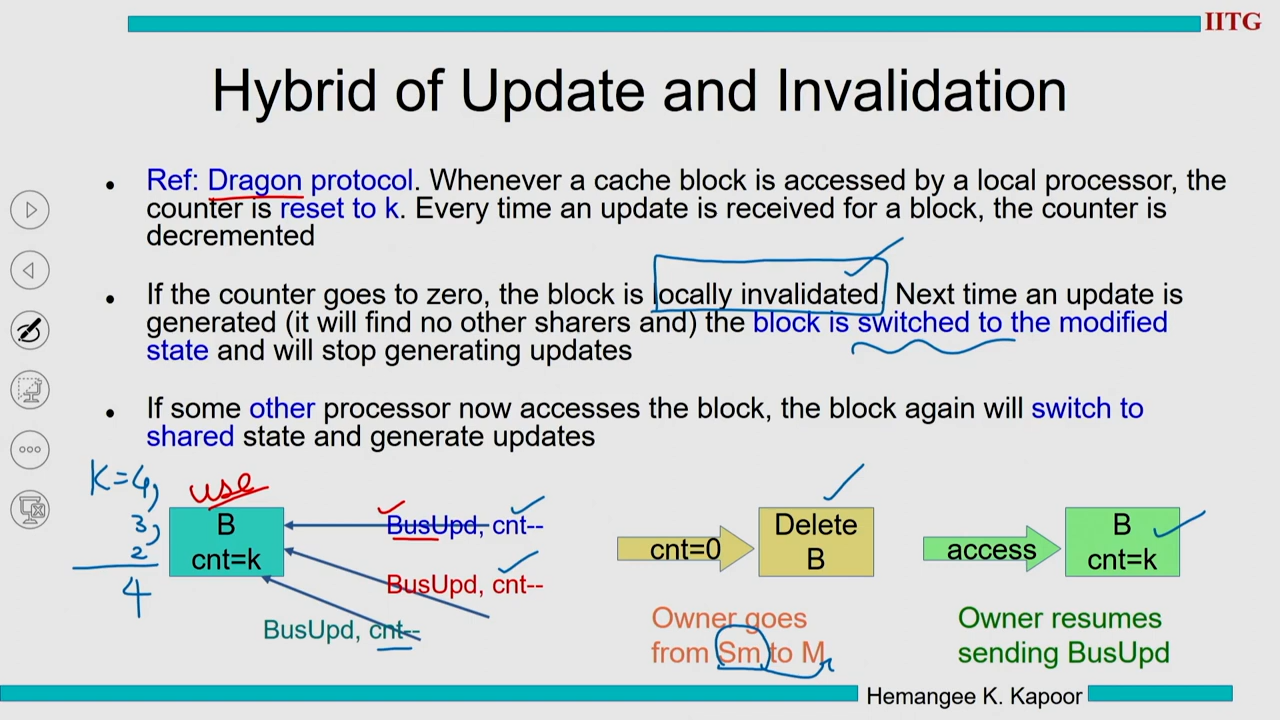 IITG
Hybrid of Update and Invalidation
• Ref: Dragon protocol. Whenever a cache block is accessed by a local processor, the
counter is reset to k. Every time an update is received for a block, the counter is
decremented
• If the counter goes to zero, the block is locally invalidated. Next time an update is
generated (it will find no other sharers and) the block is switched to the modified
state and will stop generating updates
• If some other processor now accesses the block, the block again will switch to
shared state and generate updates
K=4,
3,
2
4
use
B
cnt=k
BusUpd, cnt--
BusUpd, cnt--
BusUpd, cnt--
cnt=0
Delete
B
Owner goes
from Sm to M
access
B
cnt=k
Owner resumes
sending BusUpd
Hemangee K. Kapoor